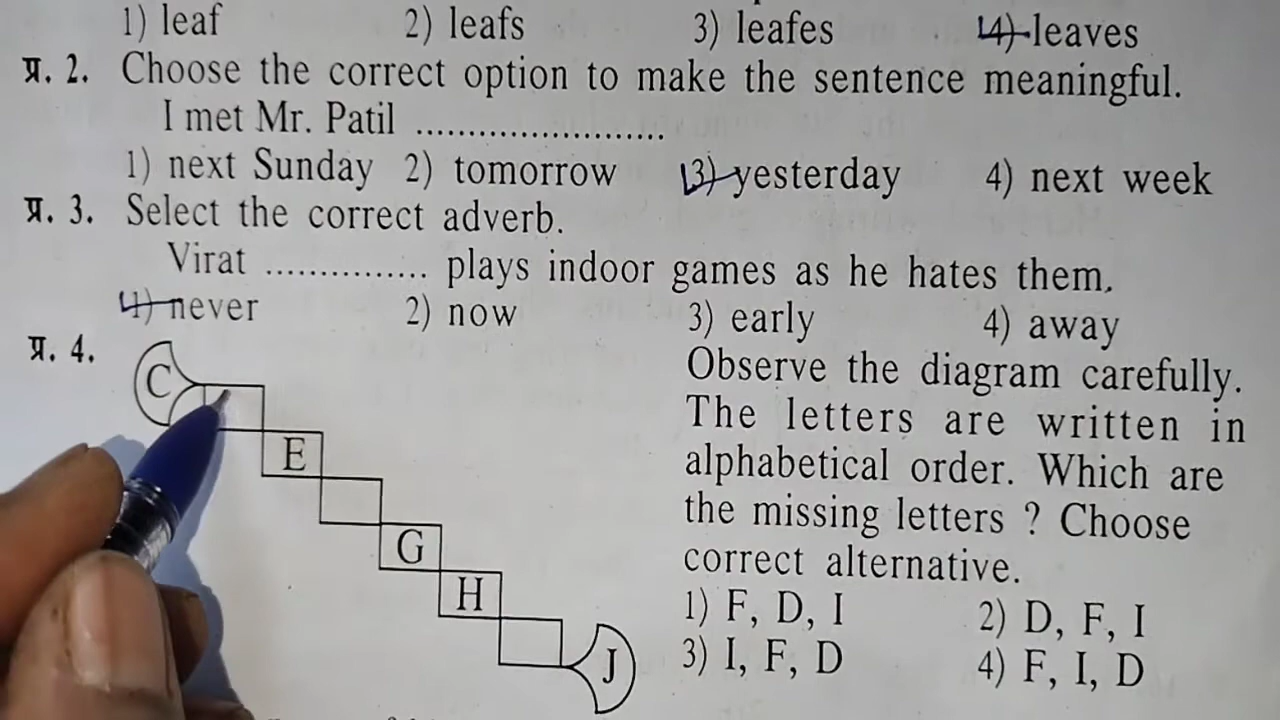 1) leaf 2) leafs 3) leafes 4) leaves
प्र. 2. Choose the correct option to make the sentence meaningful.
I met Mr. Patil ........................
1) next Sunday 2) tomorrow 3) yesterday 4) next week
प्र. 3. Select the correct adverb.
Virat ............... plays indoor games as he hates them.
1) never 2) now 3) early 4) away
प्र. 4.
C
E
G
H
J
Observe the diagram carefully.
The letters are written in
alphabetical order. Which are
the missing letters ? Choose
correct alternative.
1) F, D, I 2) D, F, I
3) I, F, D 4) F, I, D